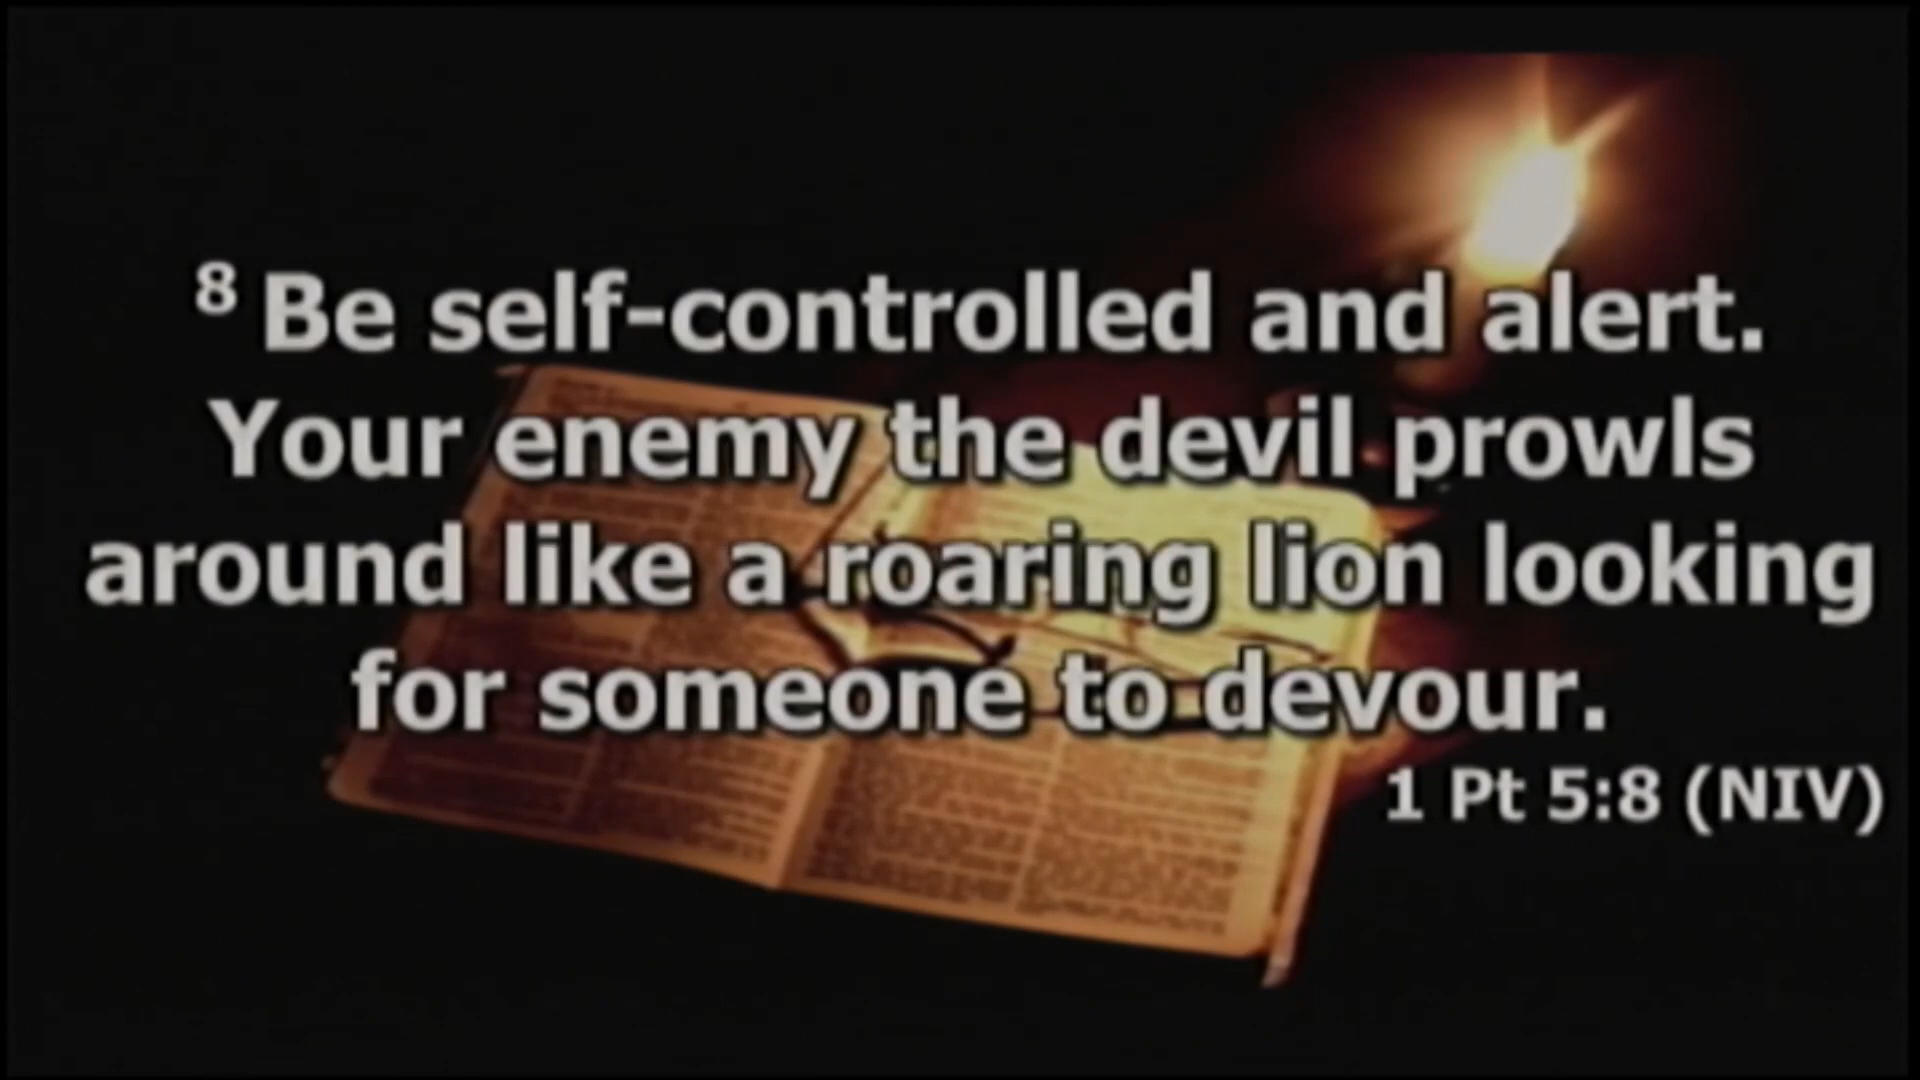 8 Be self-controlled and alert.
Your enemy the devil prowls
around like a roaring lion looking
for someone to devour.
1 Pt 5:8 (NIV)